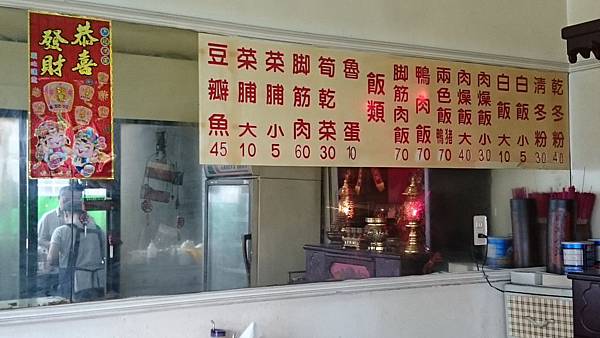 恭喜
發財
豆瓣魚 45
菜脯大 10
菜脯小 5
脚筋肉 60
筍乾菜 30
魯蛋 10
飯類
脚筋肉飯 70
鴨肉飯 70
兩色飯鴨豬 70
肉燥飯大 40
肉燥飯小 30
白飯大 10
白飯小 5
清冬粉 30
乾冬粉 40